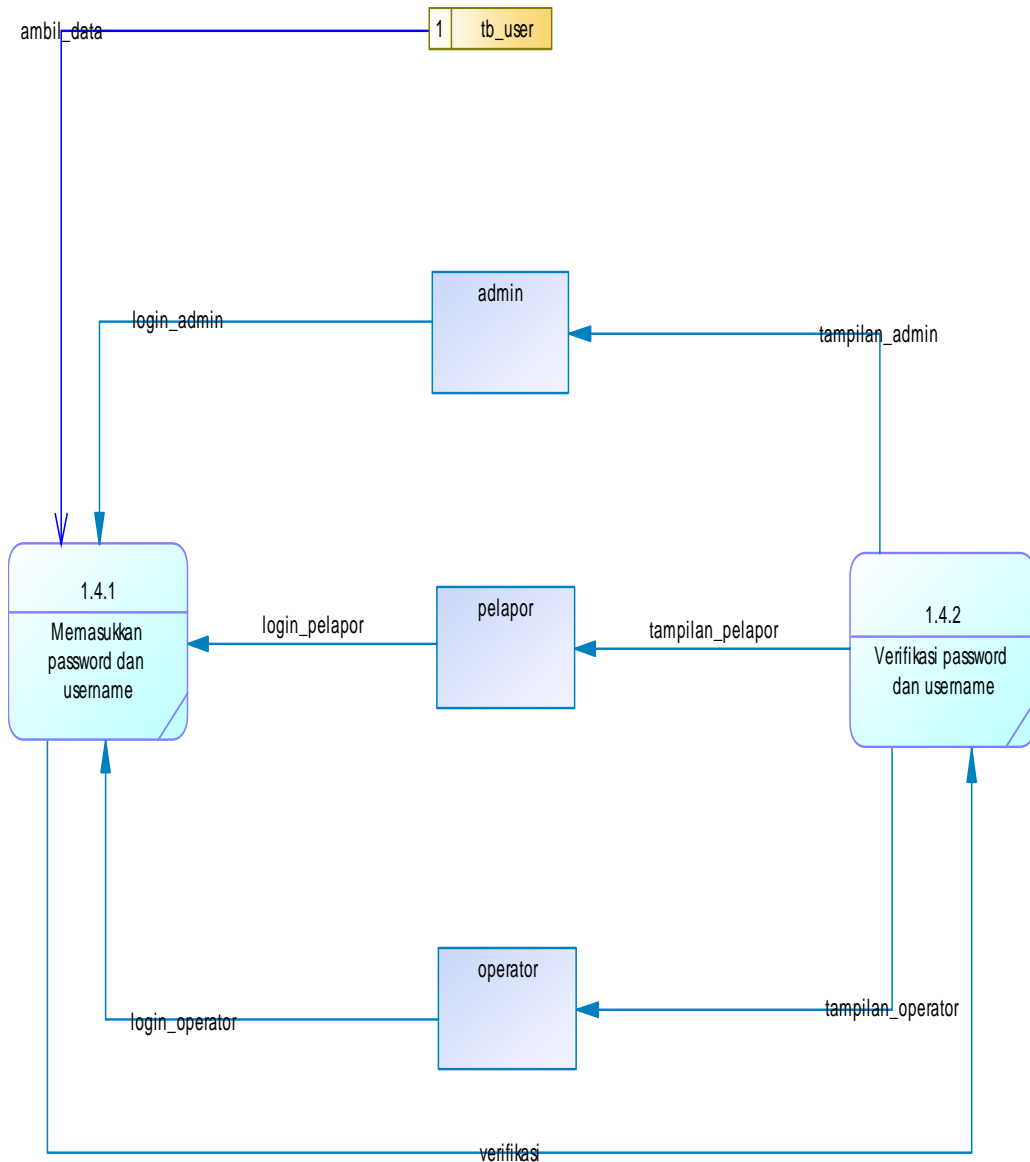 ambil_data
1
tb_user
admin
login_admin
tampilan_admin
1.4.1
Memasukkan
password dan
username
login_pelapor
pelapor
tampilan_pelapor
1.4.2
Verifikasi password
dan username
operator
login_operator
tampilan_operator
verifikasi